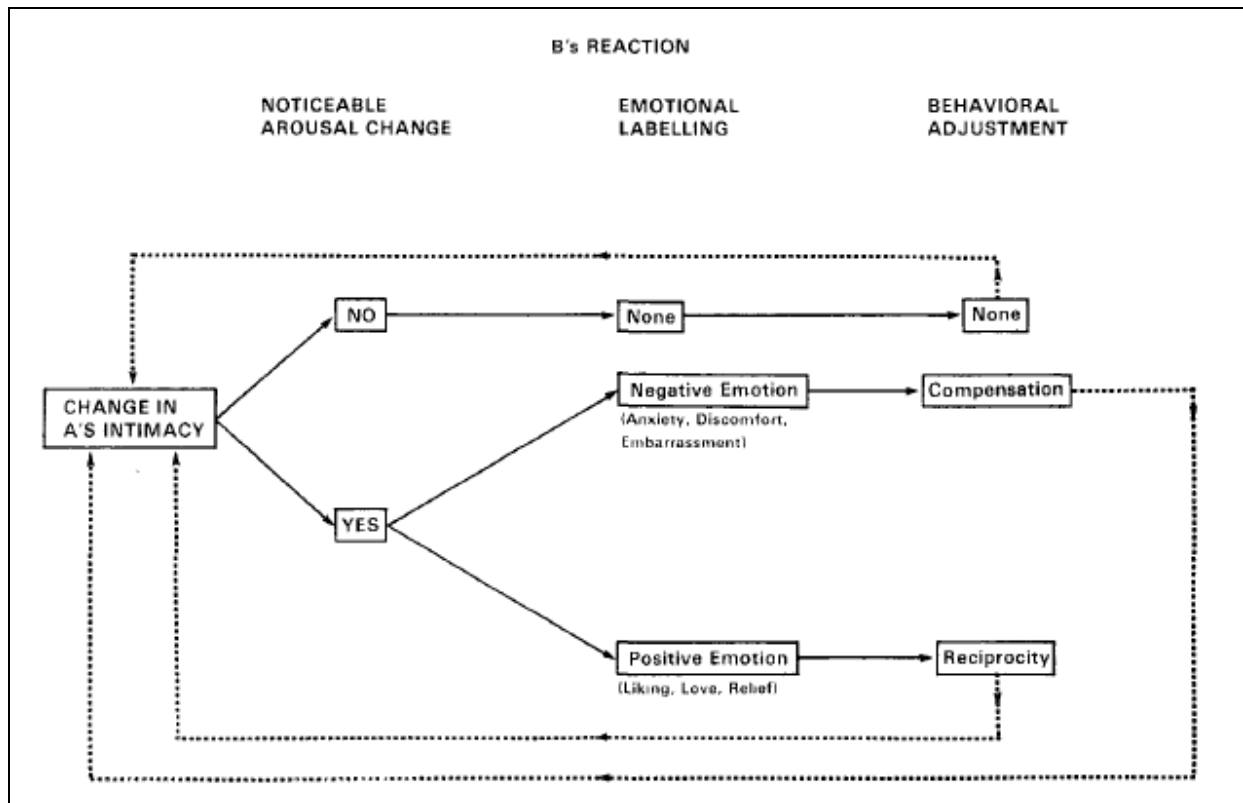 B's REACTION
NOTICEABLE
AROUSAL CHANGE
EMOTIONAL
LABELLING
BEHAVIORAL
ADJUSTMENT
NO
None
None
CHANGE IN
A'S INTIMACY
Negative Emotion
(Anxiety, Discomfort,
Embarrassment)
Compensation
YES
Positive Emotion
(Liking, Love, Relief)
Reciprocity